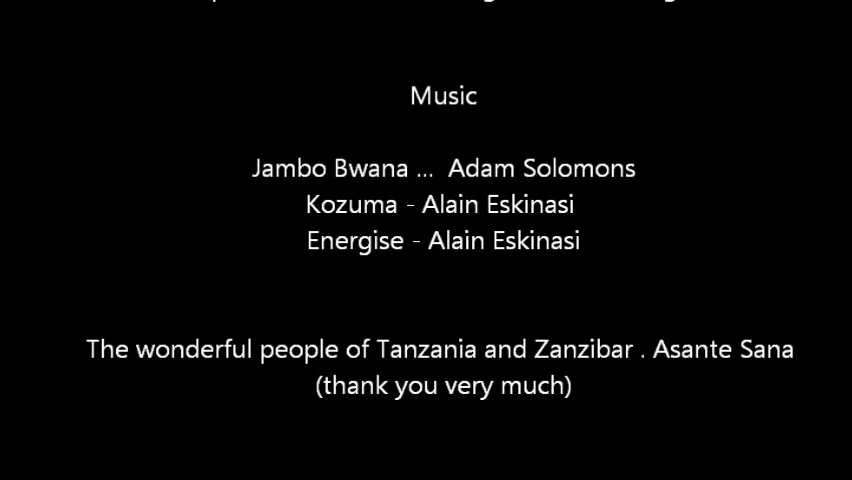 Music
Jambo Bwana ... Adam Solomons
Kozuma - Alain Eskinasi
Energise - Alain Eskinasi
The wonderful people of Tanzania and Zanzibar . Asante Sana
(thank you very much)